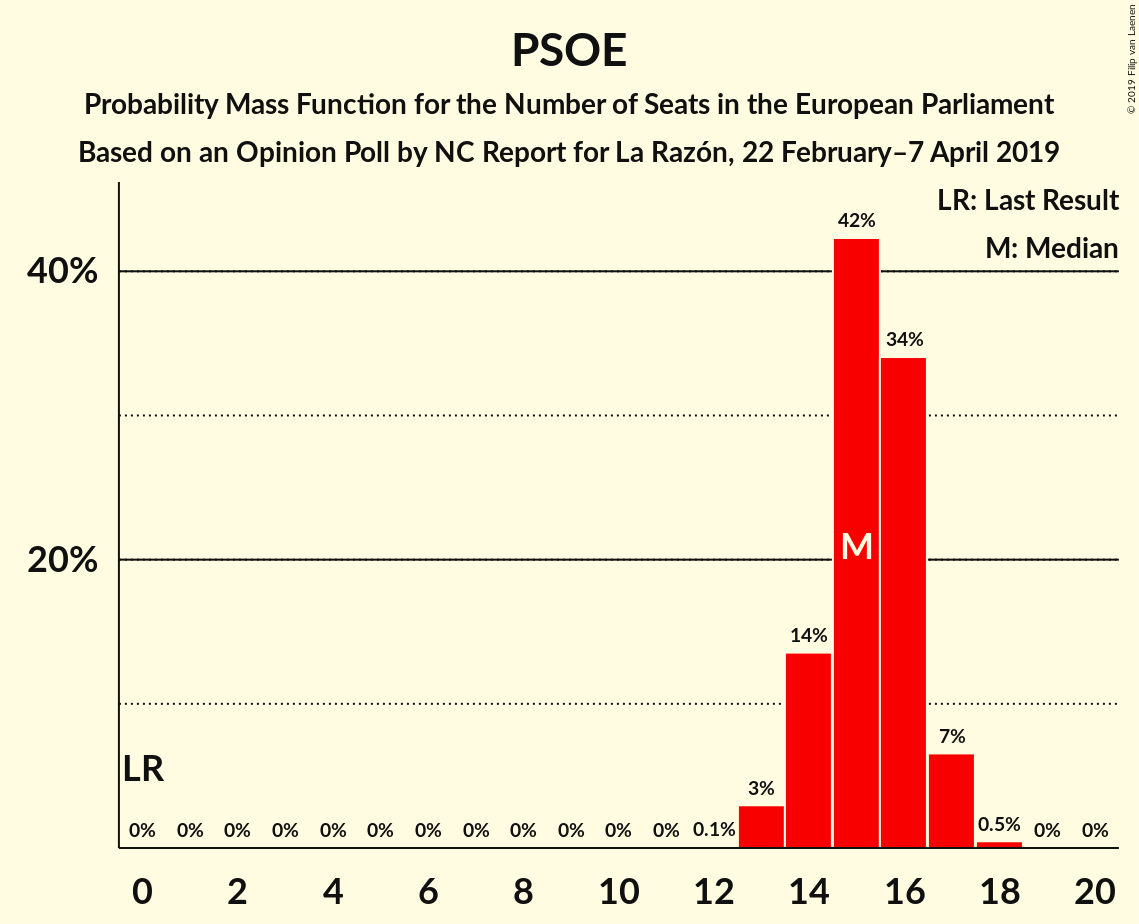 PSOE
Probability Mass Function for the Number of Seats in the European Parliament
Based on an Opinion Poll by NC Report for La Razón, 22 February–7 April 2019
© 2019 Filip van Laenen
LR: Last Result
M: Median
42%
40%
34%
M
20%
14%
7%
LR
3%
0% 0% 0% 0% 0% 0% 0% 0% 0% 0% 0% 0% 0.1% 0.5% 0% 0%
0 2 4 6 8 10 12 14 16 18 20